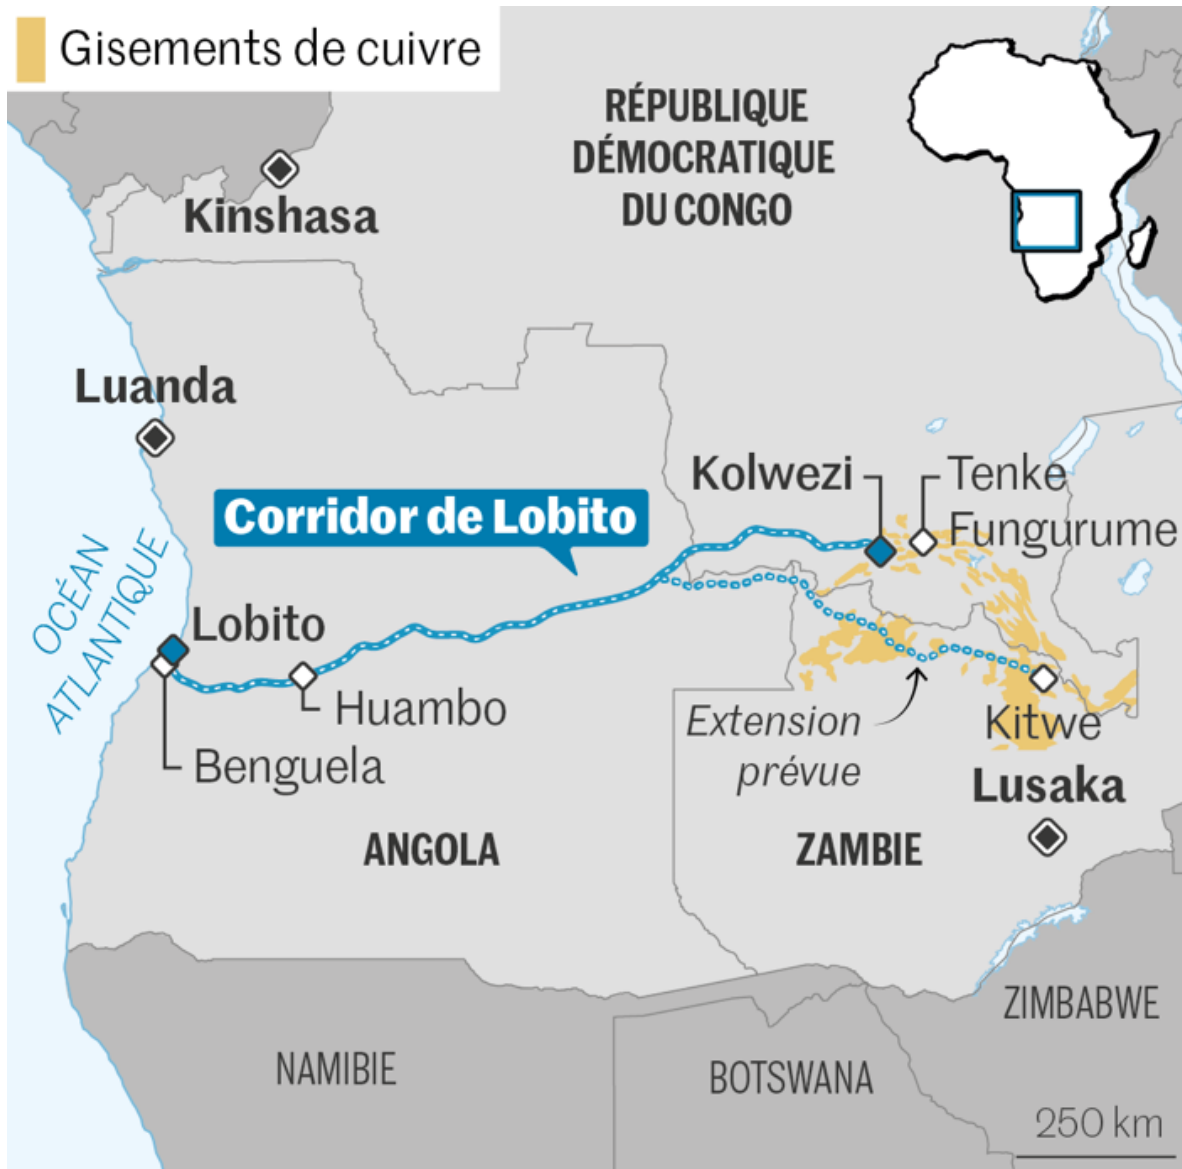 Gisements de cuivre
RÉPUBLIQUE
DÉMOCRATIQUE
DU CONGO
Kinshasa
Luanda
Kolwezi
Tenke
Fungurume
Corridor de Lobito
OCÉAN
ATLANTIQUE
Lobito
Huambo
Benguela
Extension
prévue
Kitwe
Lusaka
ANGOLA
ZAMBIE
ZIMBABWE
NAMIBIE
BOTSWANA
250 km